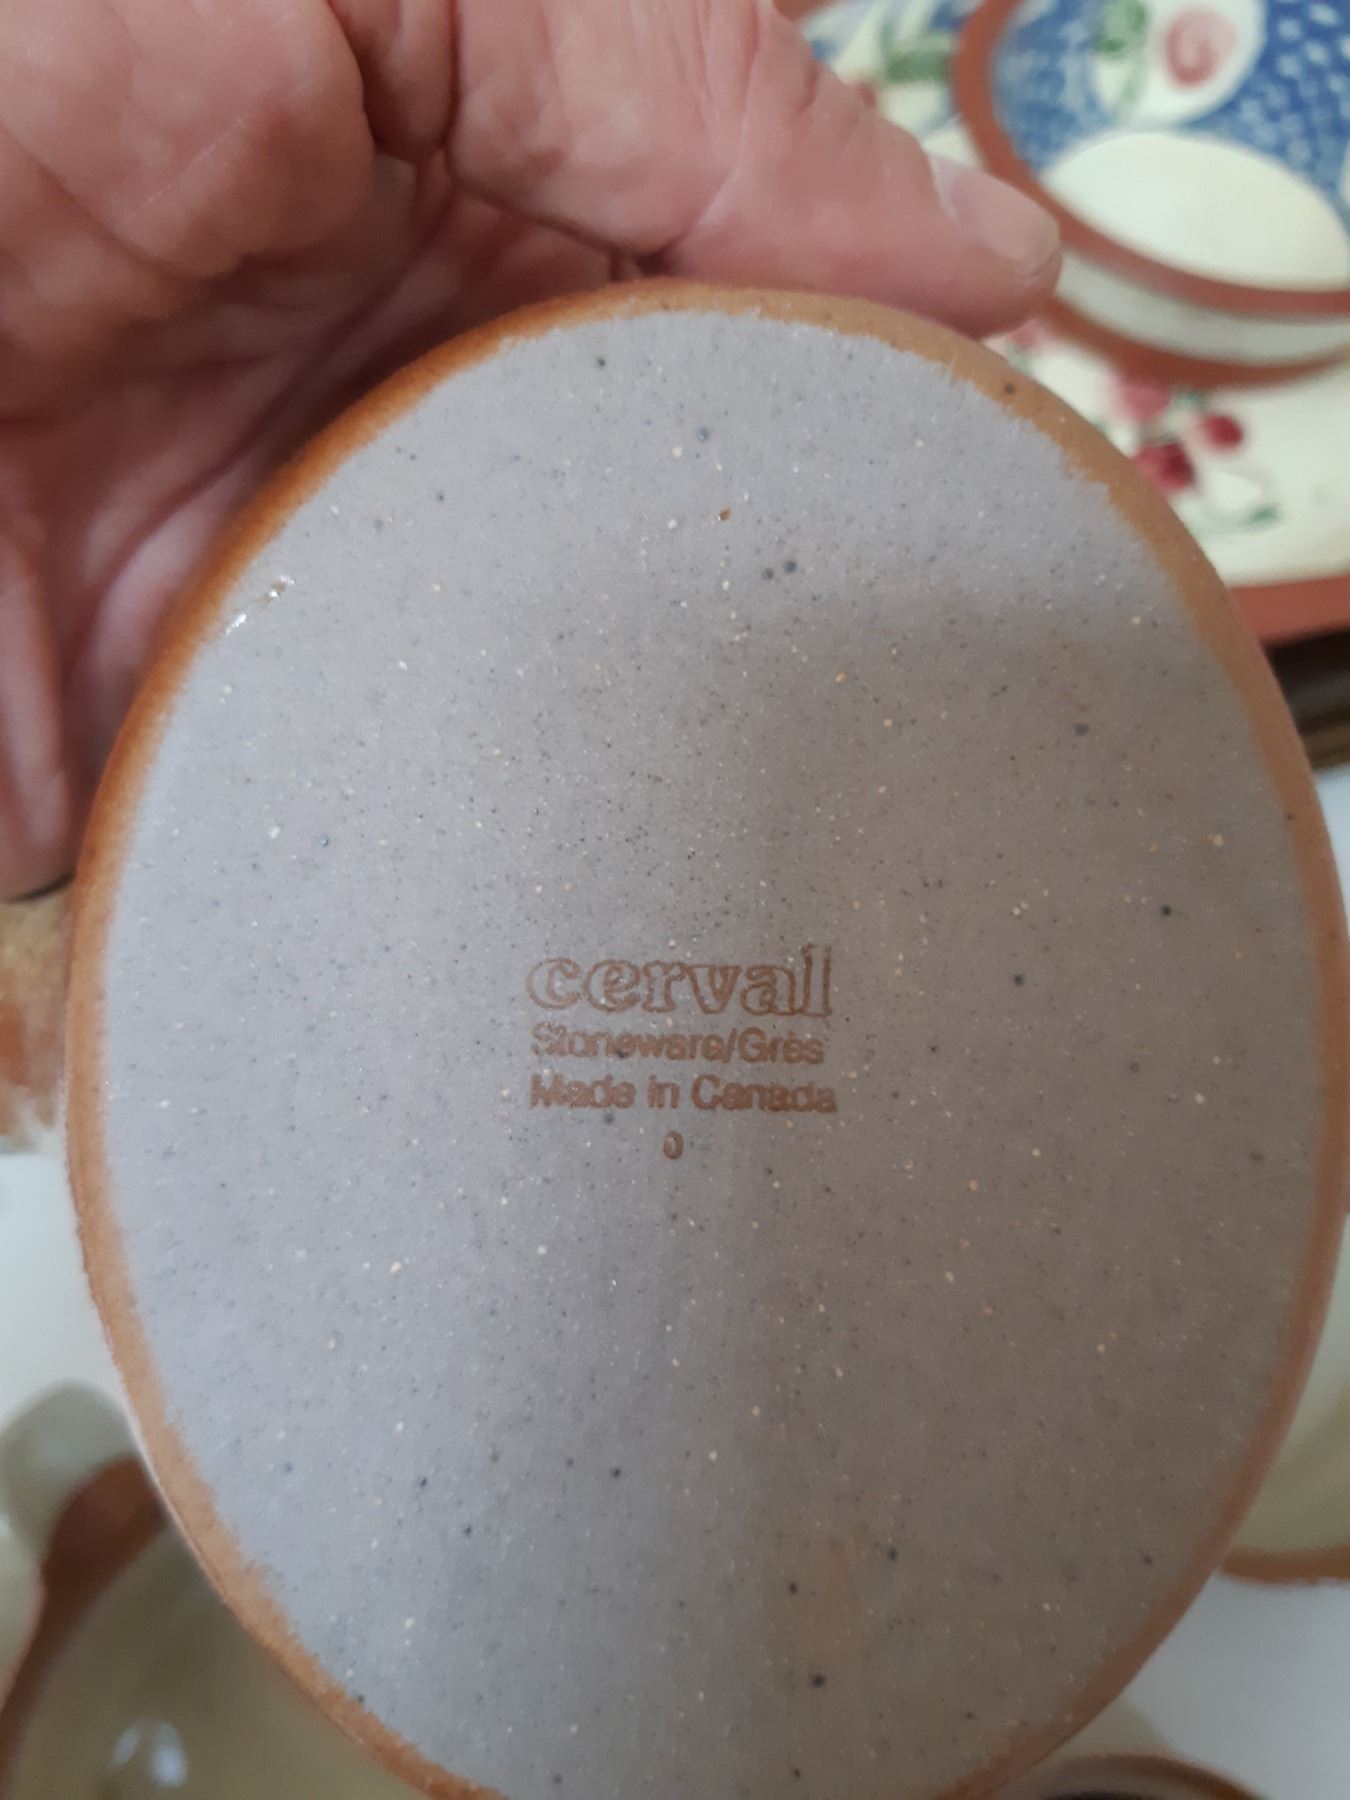 cerval
Stoneware/Grès
Made in Canada
0